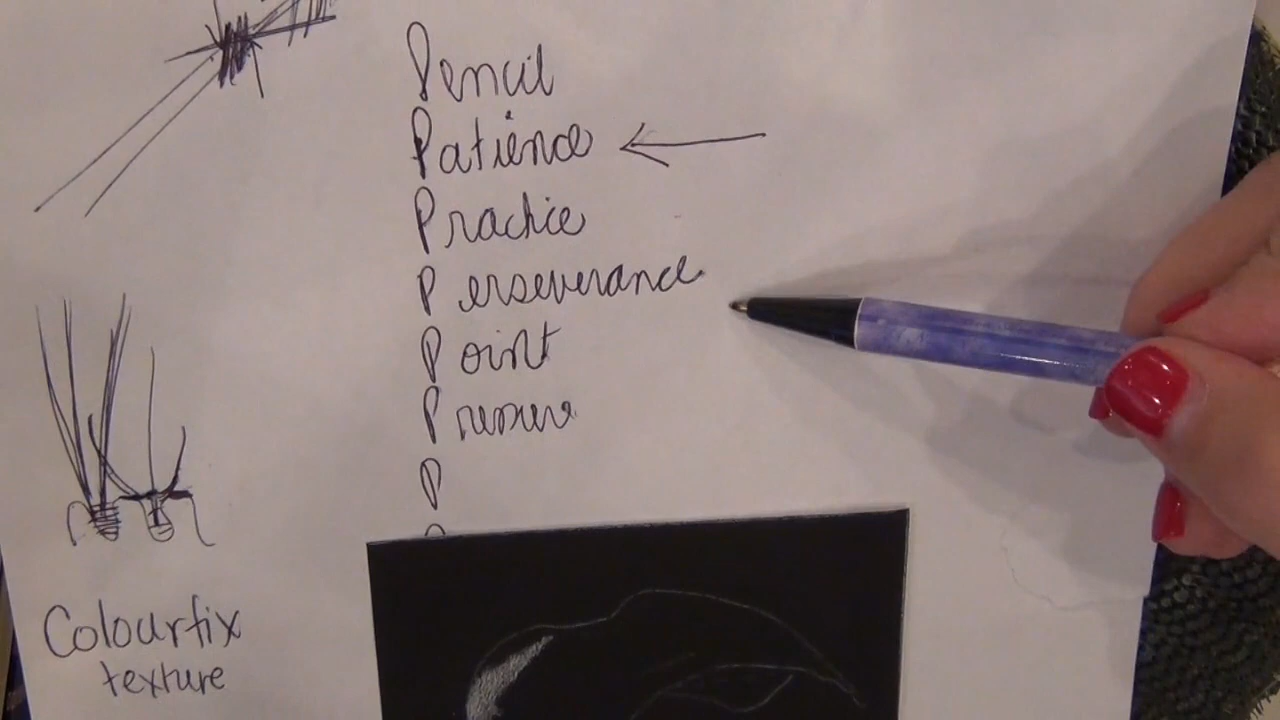 Pencil
Patience
Practice
Perseverance
Point
Pressure
P
Colourfix
texture